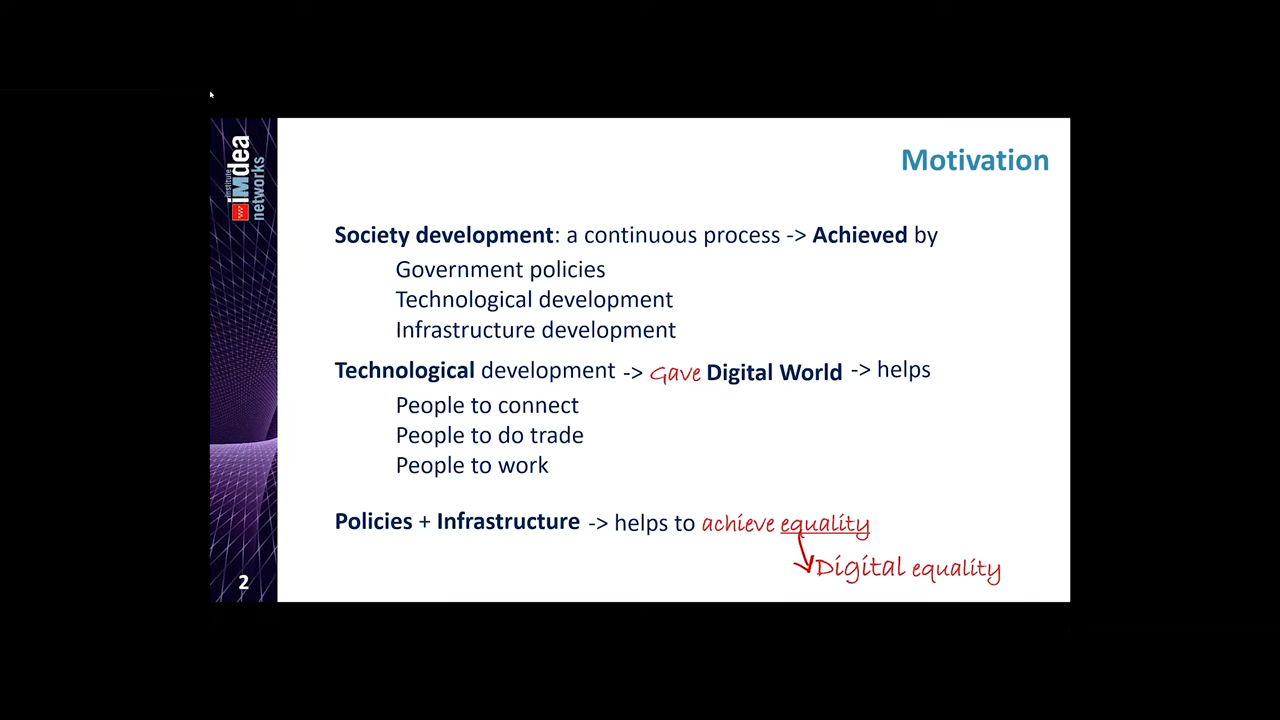 institute
iMdea
networks
Motivation
Society development: a continuous process -> Achieved by
Government policies
Technological development
Infrastructure development
Technological development -> Gave Digital World -> helps
People to connect
People to do trade
People to work
Policies + Infrastructure -> helps to achieve equality
Digital equality
2